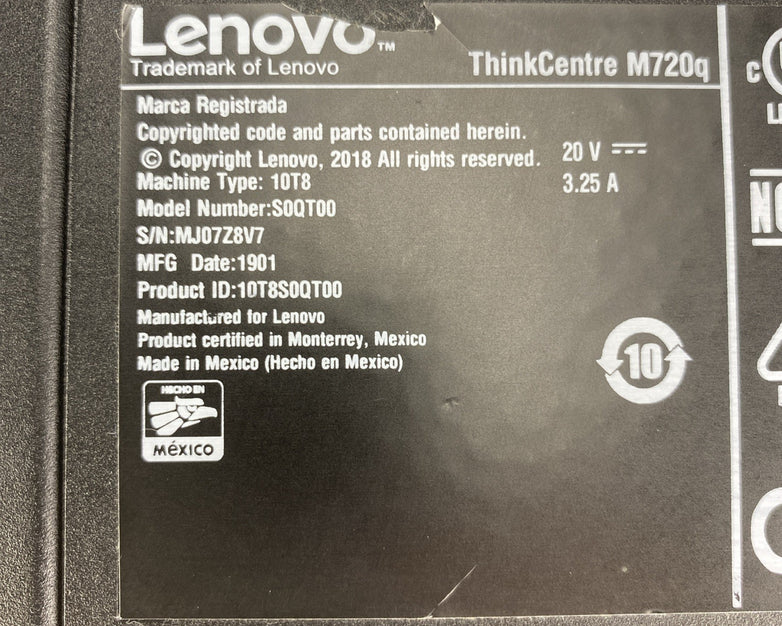 Lenovo™
Trademark of Lenovo
ThinkCentre M720q
Marca Registrada
Copyrighted code and parts contained herein.
© Copyright Lenovo, 2018 All rights reserved.
20 V
3.25 A
Machine Type: 10T8
Model Number:S0QT00
S/N:MJ07Z8V7
MFG Date:1901
Product ID:10T8S0QT00
Manufactured for Lenovo
Product certified in Monterrey, Mexico
Made in Mexico (Hecho en Mexico)
10
HECHO EN
MéXICO
C